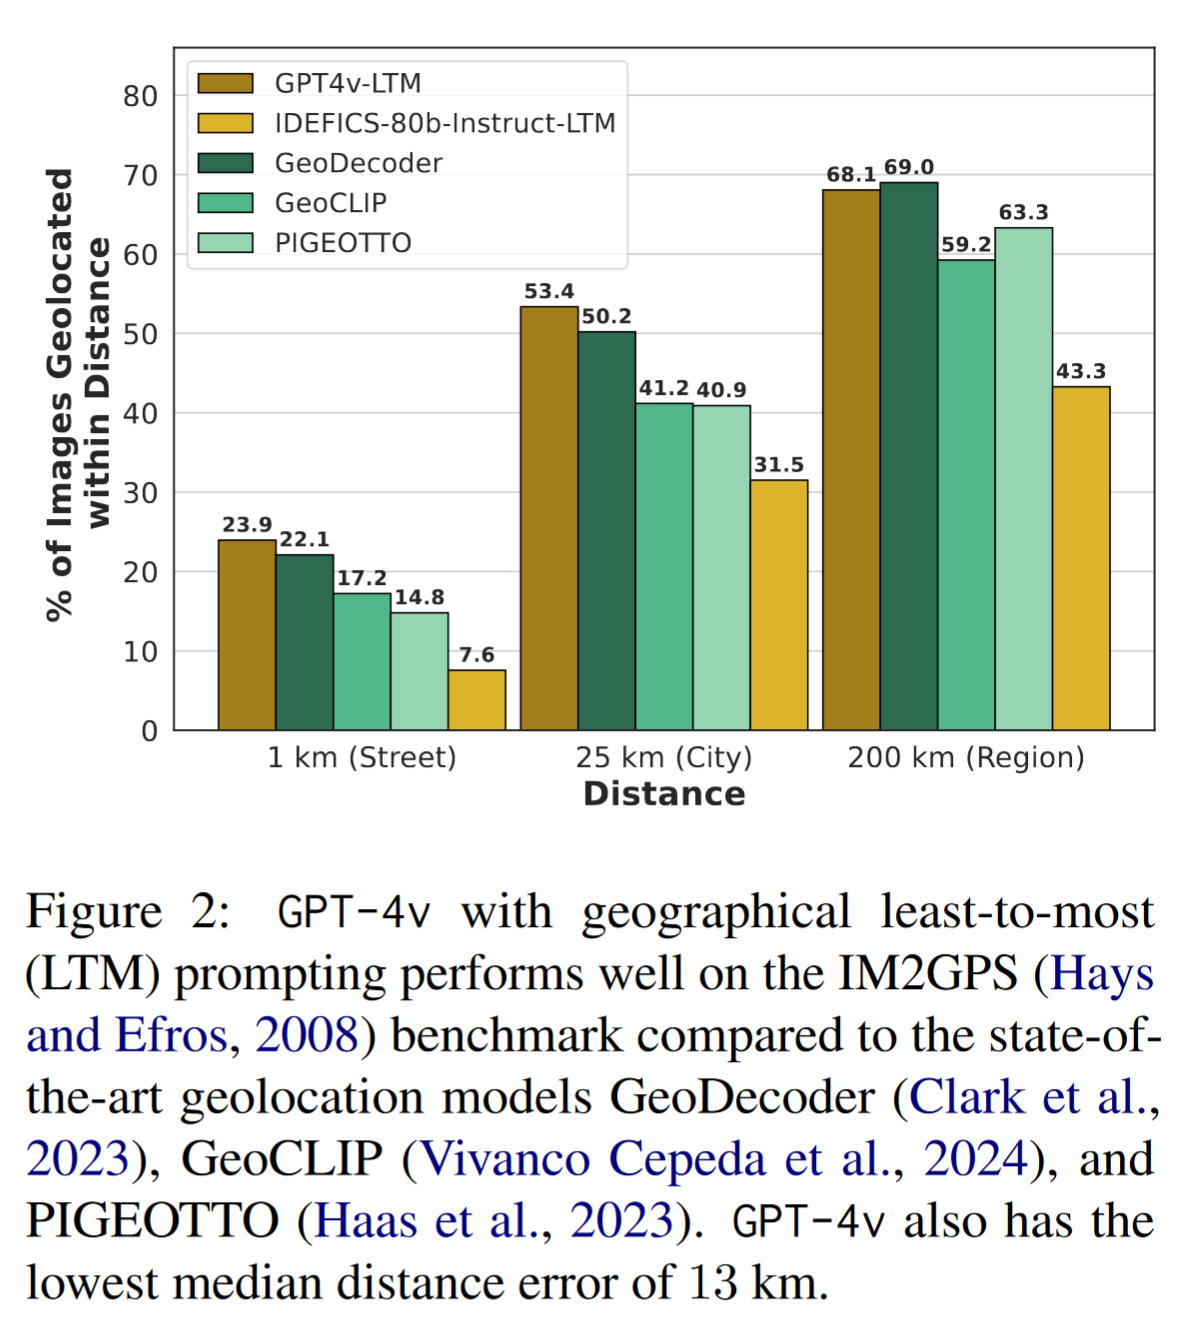 80
70
60
50
40
30
20
10
0
% of Images Geolocated
within Distance
GPT4v-LTM
IDEFICS-80b-Instruct-LTM
GeoDecoder
GeoCLIP
PIGEOTTO
23.9
22.1
17.2
14.8
7.6
53.4
50.2
41.2
40.9
31.5
68.1
69.0
59.2
63.3
43.3
1 km (Street)
25 km (City)
200 km (Region)
Distance
Figure 2: GPT-4v with geographical least-to-most
(LTM) prompting performs well on the IM2GPS (Hays
and Efros, 2008) benchmark compared to the state-of-
the-art geolocation models GeoDecoder (Clark et al.,
2023), GeoCLIP (Vivanco Cepeda et al., 2024), and
PIGEOTTO (Haas et al., 2023). GPT-4v also has the
lowest median distance error of 13 km.